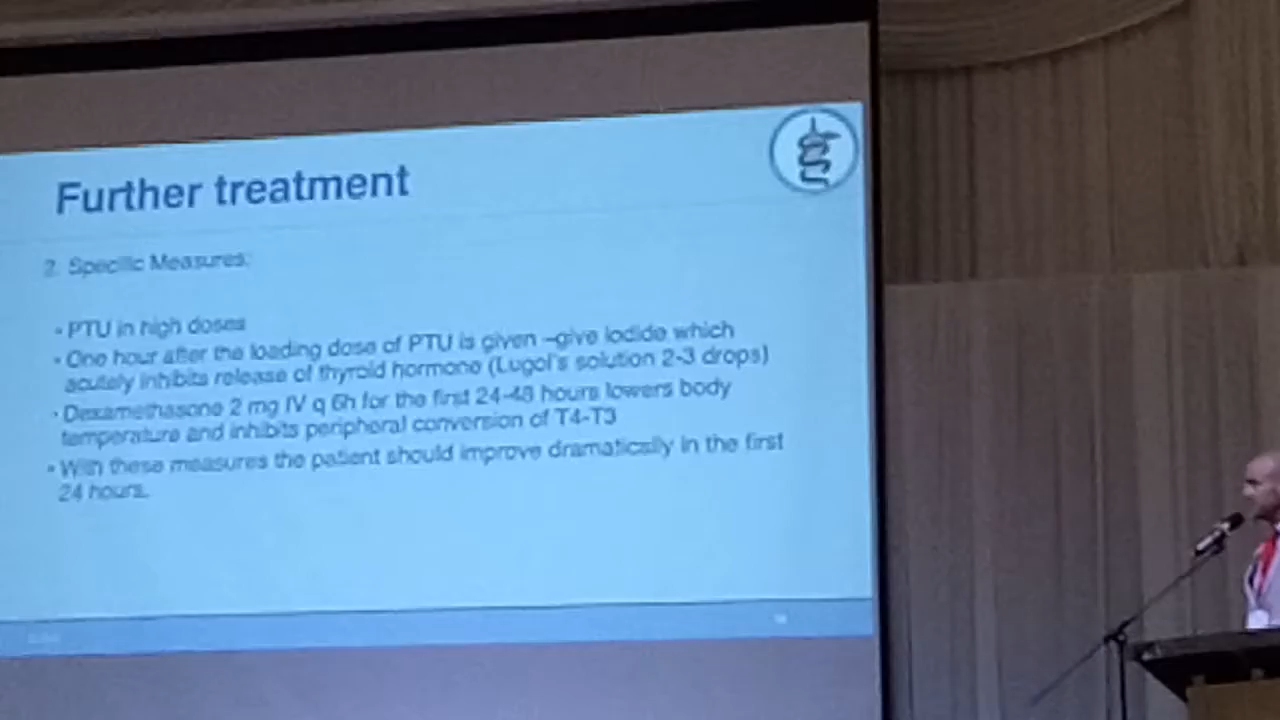 Further treatment
2. Specific Measures:
• PTU in high doses
• One hour after the loading dose of PTU is given –give Iodide which
acutely inhibits release of thyroid hormone (Lugol's solution 2-3 drops)
• Dexamethasone 2 mg IV q 6h for the first 24-48 hours lowers body
temperature and inhibits peripheral conversion of T4-T3
• With these measures the patient should improve dramatically in the first
24 hours.